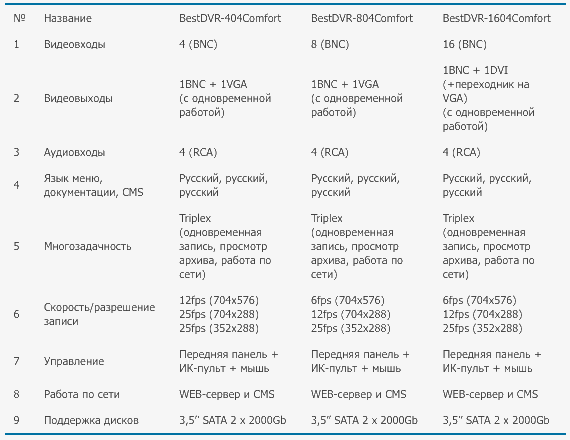 № Название BestDVR-404Comfort BestDVR-804Comfort BestDVR-1604Comfort
1 Видеовходы 4 (BNC) 8 (BNC) 16 (BNC)
2 Видеовыходы 1BNC + 1VGA (с одновременной работой) 1BNC + 1VGA (с одновременной работой) 1BNC + 1DVI (+переходник на VGA) (с одновременной работой)
3 Аудиовходы 4 (RCA) 4 (RCA) 4 (RCA)
4 Язык меню, документации, CMS Русский, русский, русский Русский, русский, русский Русский, русский, русский
5 Многозадачность Triplex (одновременная запись, просмотр архива, работа по сети) Triplex (одновременная запись, просмотр архива, работа по сети) Triplex (одновременная запись, просмотр архива, работа по сети)
6 Скорость/разрешение записи 12fps (704x576) 25fps (704x288) 25fps (352x288) 6fps (704x576) 12fps (704x288) 25fps (352x288) 6fps (704x576) 12fps (704x288) 25fps (352x288)
7 Управление Передняя панель + ИК-пульт + мышь Передняя панель + ИК-пульт + мышь Передняя панель + ИК-пульт + мышь
8 Работа по сети WEB-сервер и CMS WEB-сервер и CMS WEB-сервер и CMS
9 Поддержка дисков 3,5” SATA 2 x 2000Gb 3,5” SATA 2 x 2000Gb 3,5” SATA 2 x 2000Gb